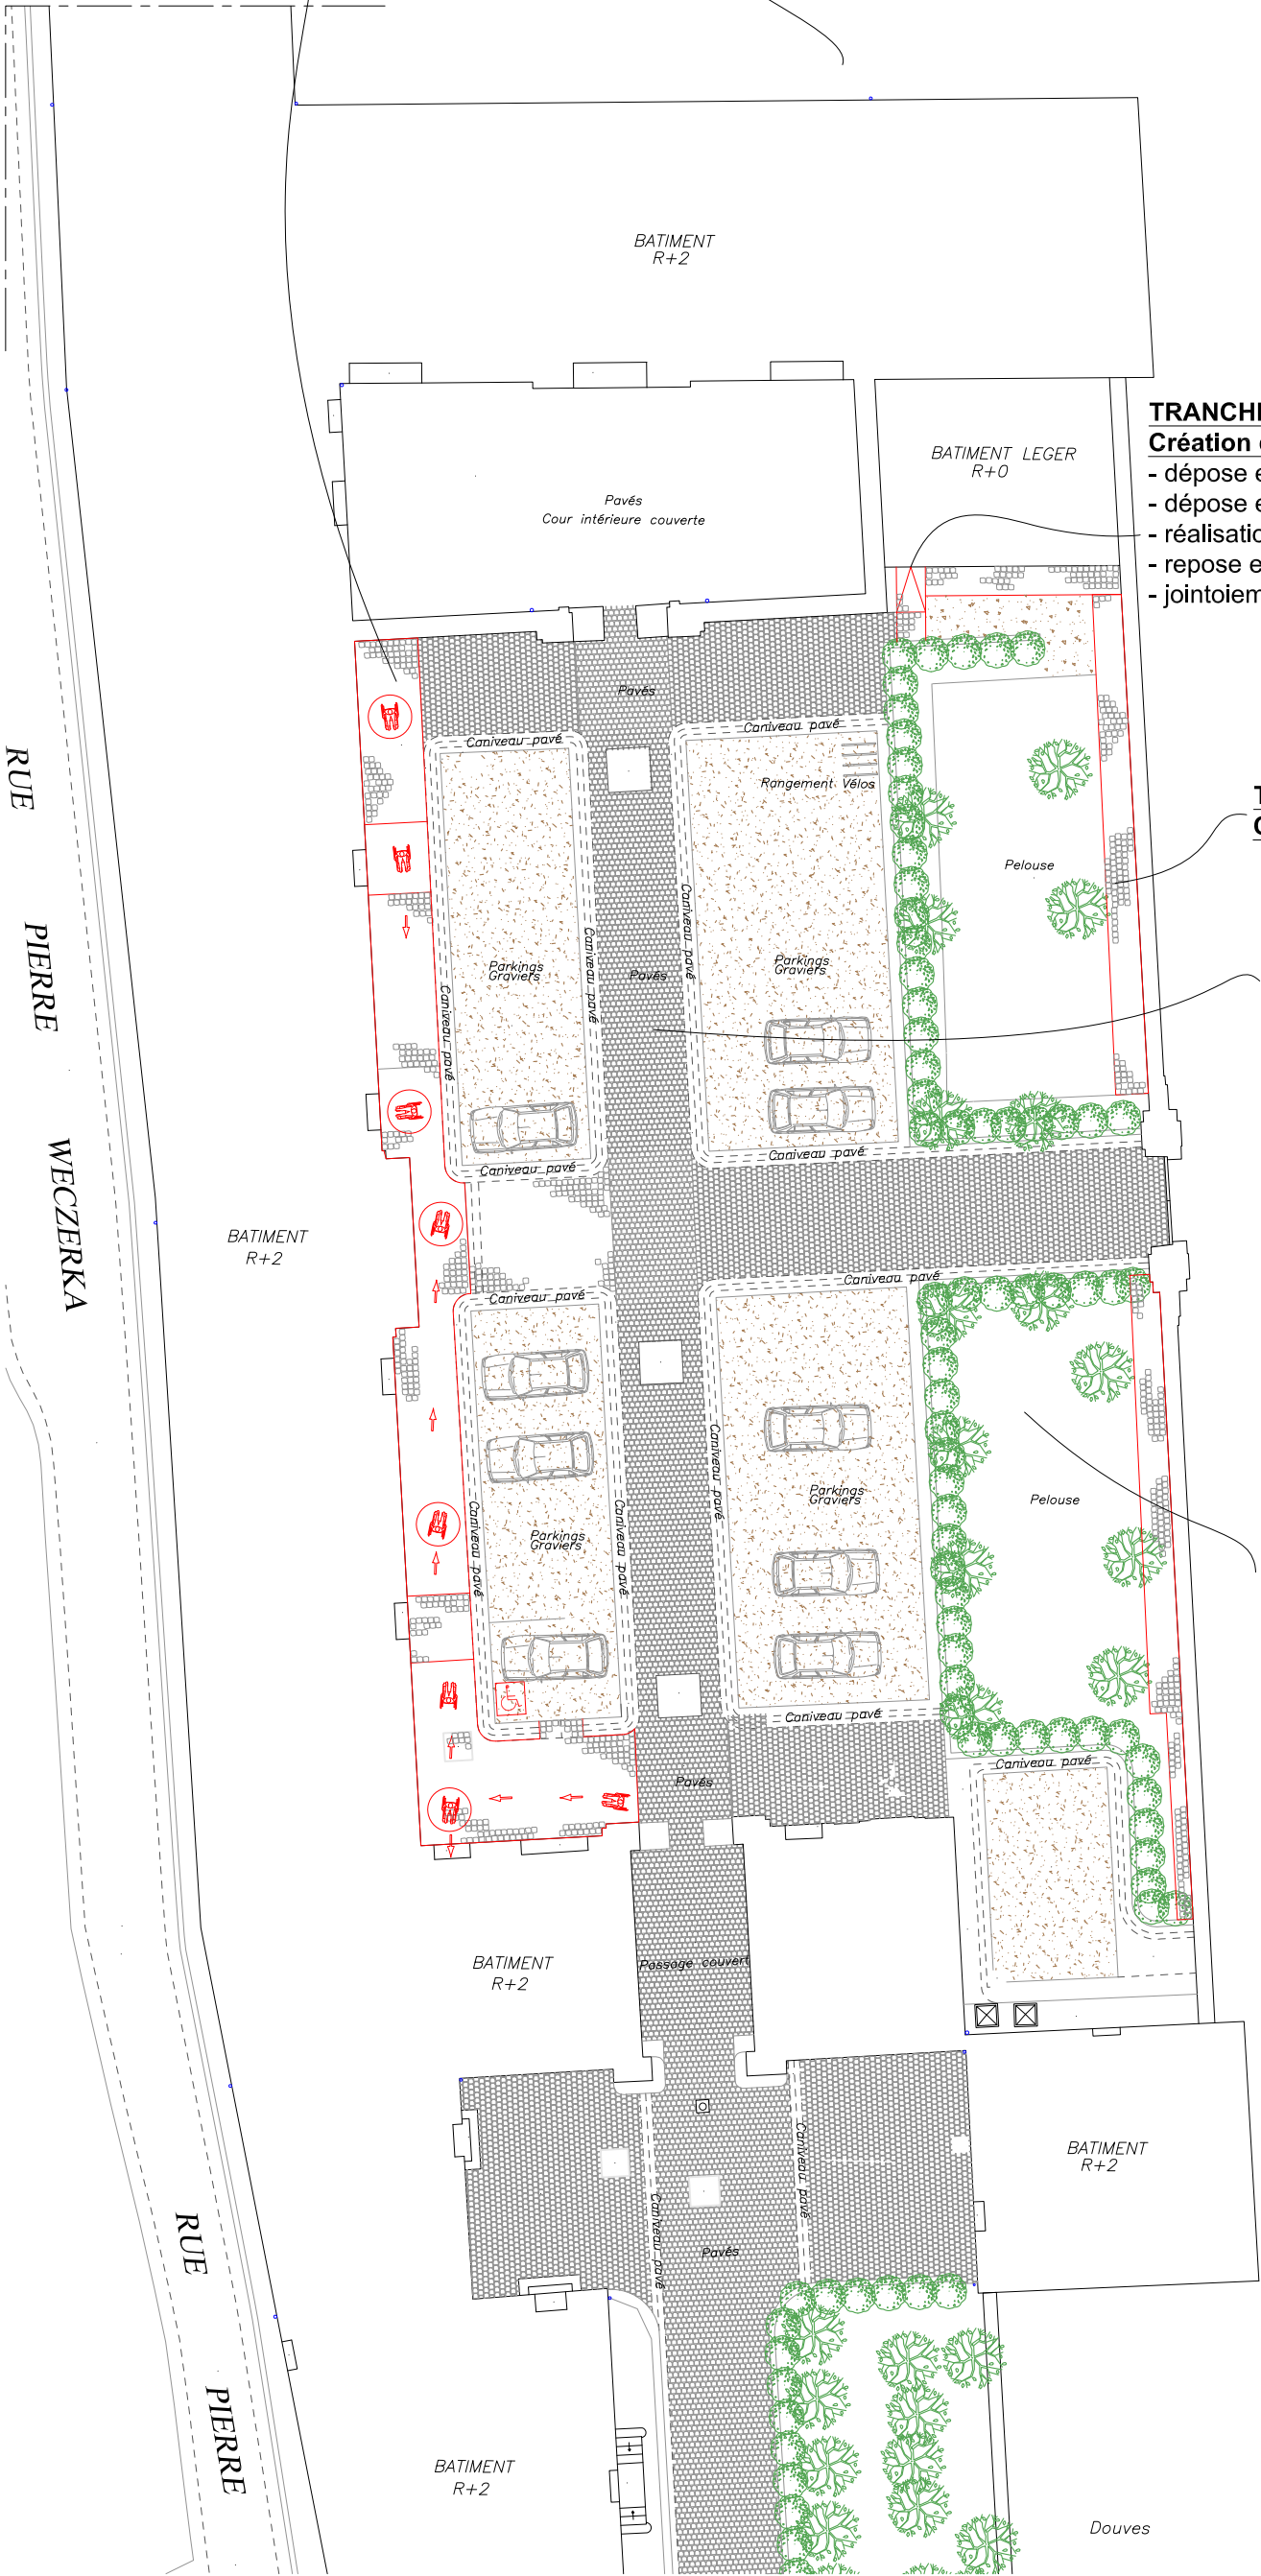 BATIMENT
R+2
TRANCHE
Création
- dépose e
- dépose e
- réalisatio
- repose e
- jointoiem
BATIMENT LEGER
R+0
Pavés
Cour intérieure couverte
Pavés
Caniveau pavé
Caniveau pavé
Rangement Vélos
RUE
PIERRE
WECZERKA
Pelouse
Caniveau pavé
Caniveau pavé
Caniveau pavé
Parkings
Graviers
Pavés
Parkings
Graviers
Caniveau pavé
Caniveau pavé
BATIMENT
R+2
Caniveau pavé
Caniveau pavé
Caniveau pavé
Parkings
Graviers
Pelouse
Caniveau pavé
Caniveau pavé
Parkings
Graviers
Caniveau pavé
Caniveau pavé
Pavés
BATIMENT
R+2
Passage couvert
Caniveau pavé
BATIMENT
R+2
Caniveau pavé
Pavés
RUE
PIERRE
BATIMENT
R+2
Douves